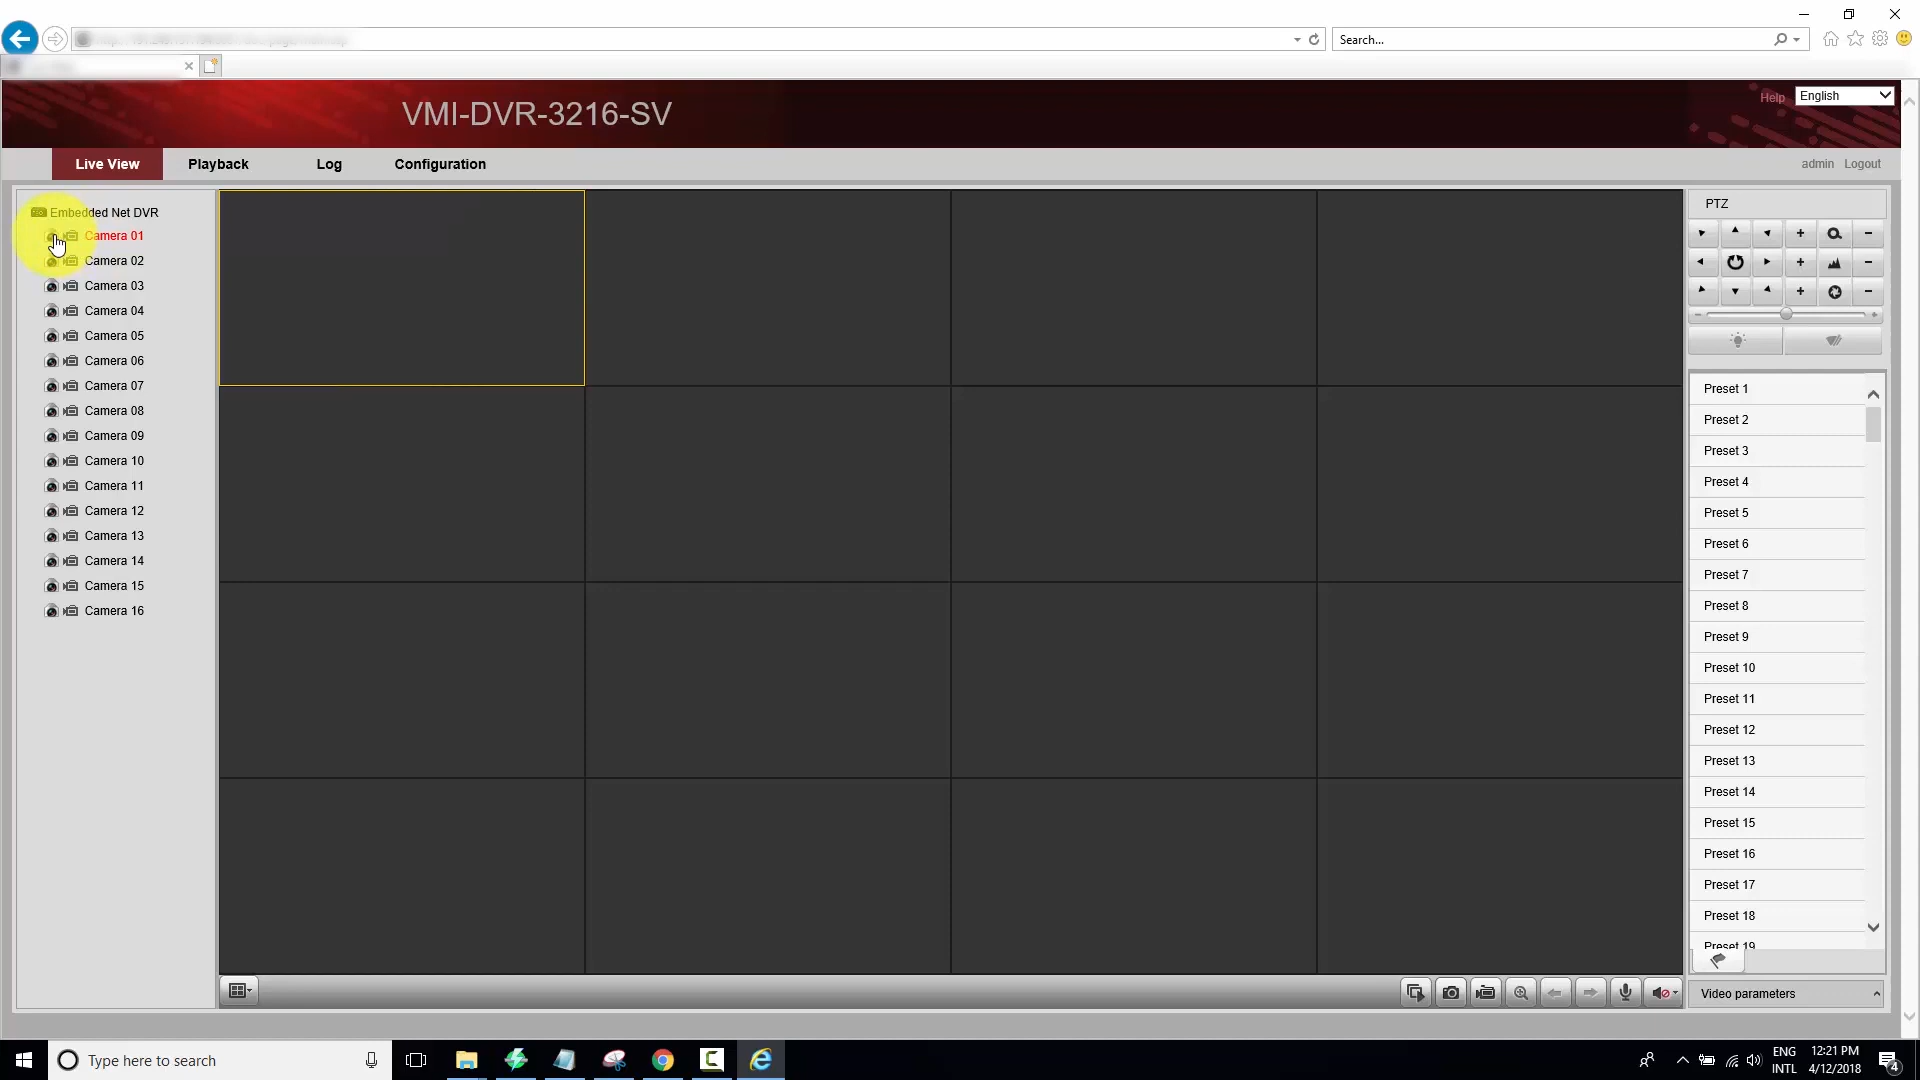 Search...
VMI-DVR-3216-SV
Help
English
Live View
Playback
Log
Configuration
admin
Logout
Embedded Net DVR
Camera 01
Camera 02
Camera 03
Camera 04
Camera 05
Camera 06
Camera 07
Camera 08
Camera 09
Camera 10
Camera 11
Camera 12
Camera 13
Camera 14
Camera 15
Camera 16
PTZ
Preset 1
Preset 2
Preset 3
Preset 4
Preset 5
Preset 6
Preset 7
Preset 8
Preset 9
Preset 10
Preset 11
Preset 12
Preset 13
Preset 14
Preset 15
Preset 16
Preset 17
Preset 18
Preset 19
Video parameters
Type here to search
ENG
INTL
12:21 PM
4/12/2018
4